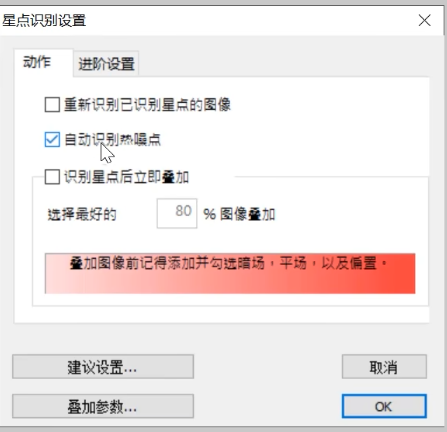 星点识别设置
动作
进阶设置
重新识别已识别星点的图像
自动识别热噪点
识别星点后立即叠加
选择最好的 80 % 图像叠加
叠加图像前记得添加并勾选暗场，平场，以及偏置。
建议设置...
取消
叠加参数...
OK